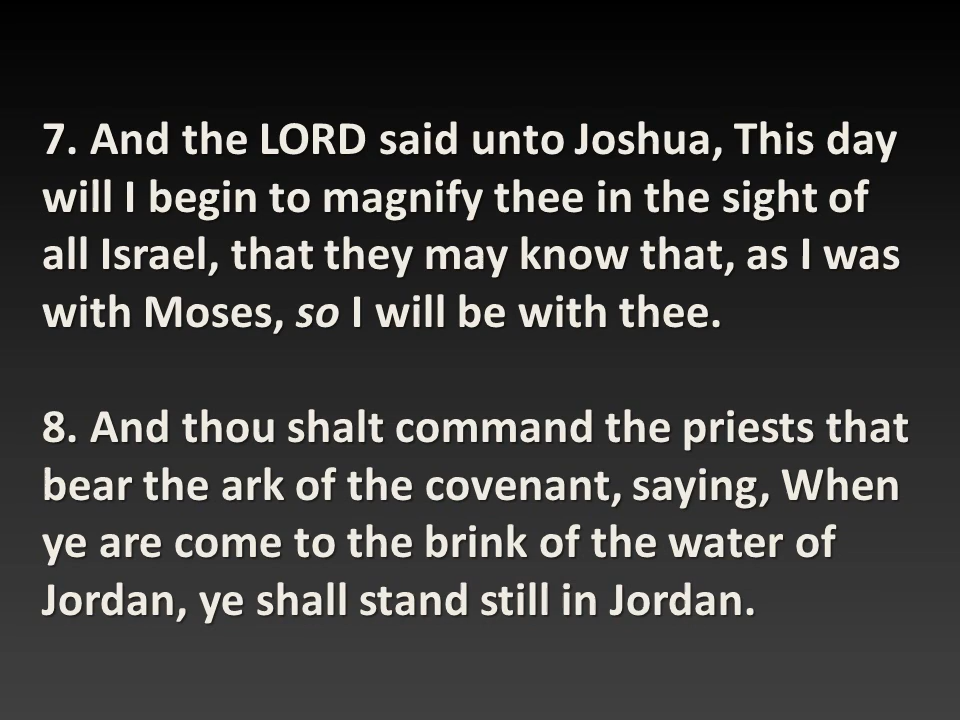 7. And the LORD said unto Joshua, This day
will I begin to magnify thee in the sight of
all Israel, that they may know that, as I was
with Moses, so I will be with thee.
8. And thou shalt command the priests that
bear the ark of the covenant, saying, When
ye are come to the brink of the water of
Jordan, ye shall stand still in Jordan.